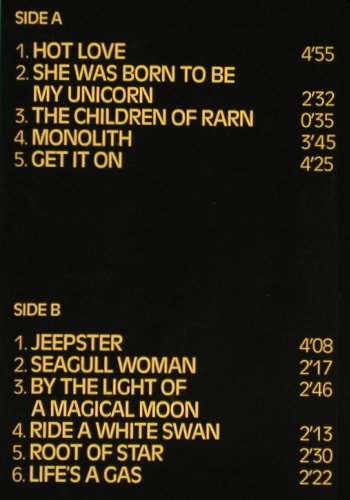 SIDE A
1. HOT LOVE 4'55
2. SHE WAS BORN TO BE
MY UNICORN 2'32
3. THE CHILDREN OF RARN 0'35
4. MONOLITH 3'45
5. GET IT ON 4'25
SIDE B
1. JEEPSTER 4'08
2. SEAGULL WOMAN 2'17
3. BY THE LIGHT OF 2'46
A MAGICAL MOON
4. RIDE A WHITE SWAN 2'13
5. ROOT OF STAR 2'30
6. LIFE'S A GAS 2'22